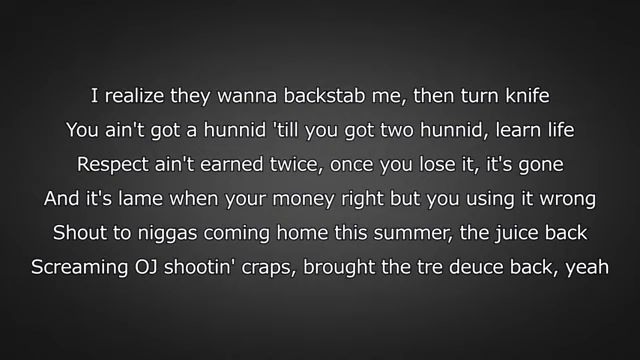 I realize they wanna backstab me, then turn knife
You ain't got a hunnid 'till you got two hunnid, learn life
Respect ain't earned twice, once you lose it, it's gone
And it's lame when your money right but you using it wrong
Shout to niggas coming home this summer, the juice back
Screaming OJ shootin' craps, brought the tre deuce back, yeah